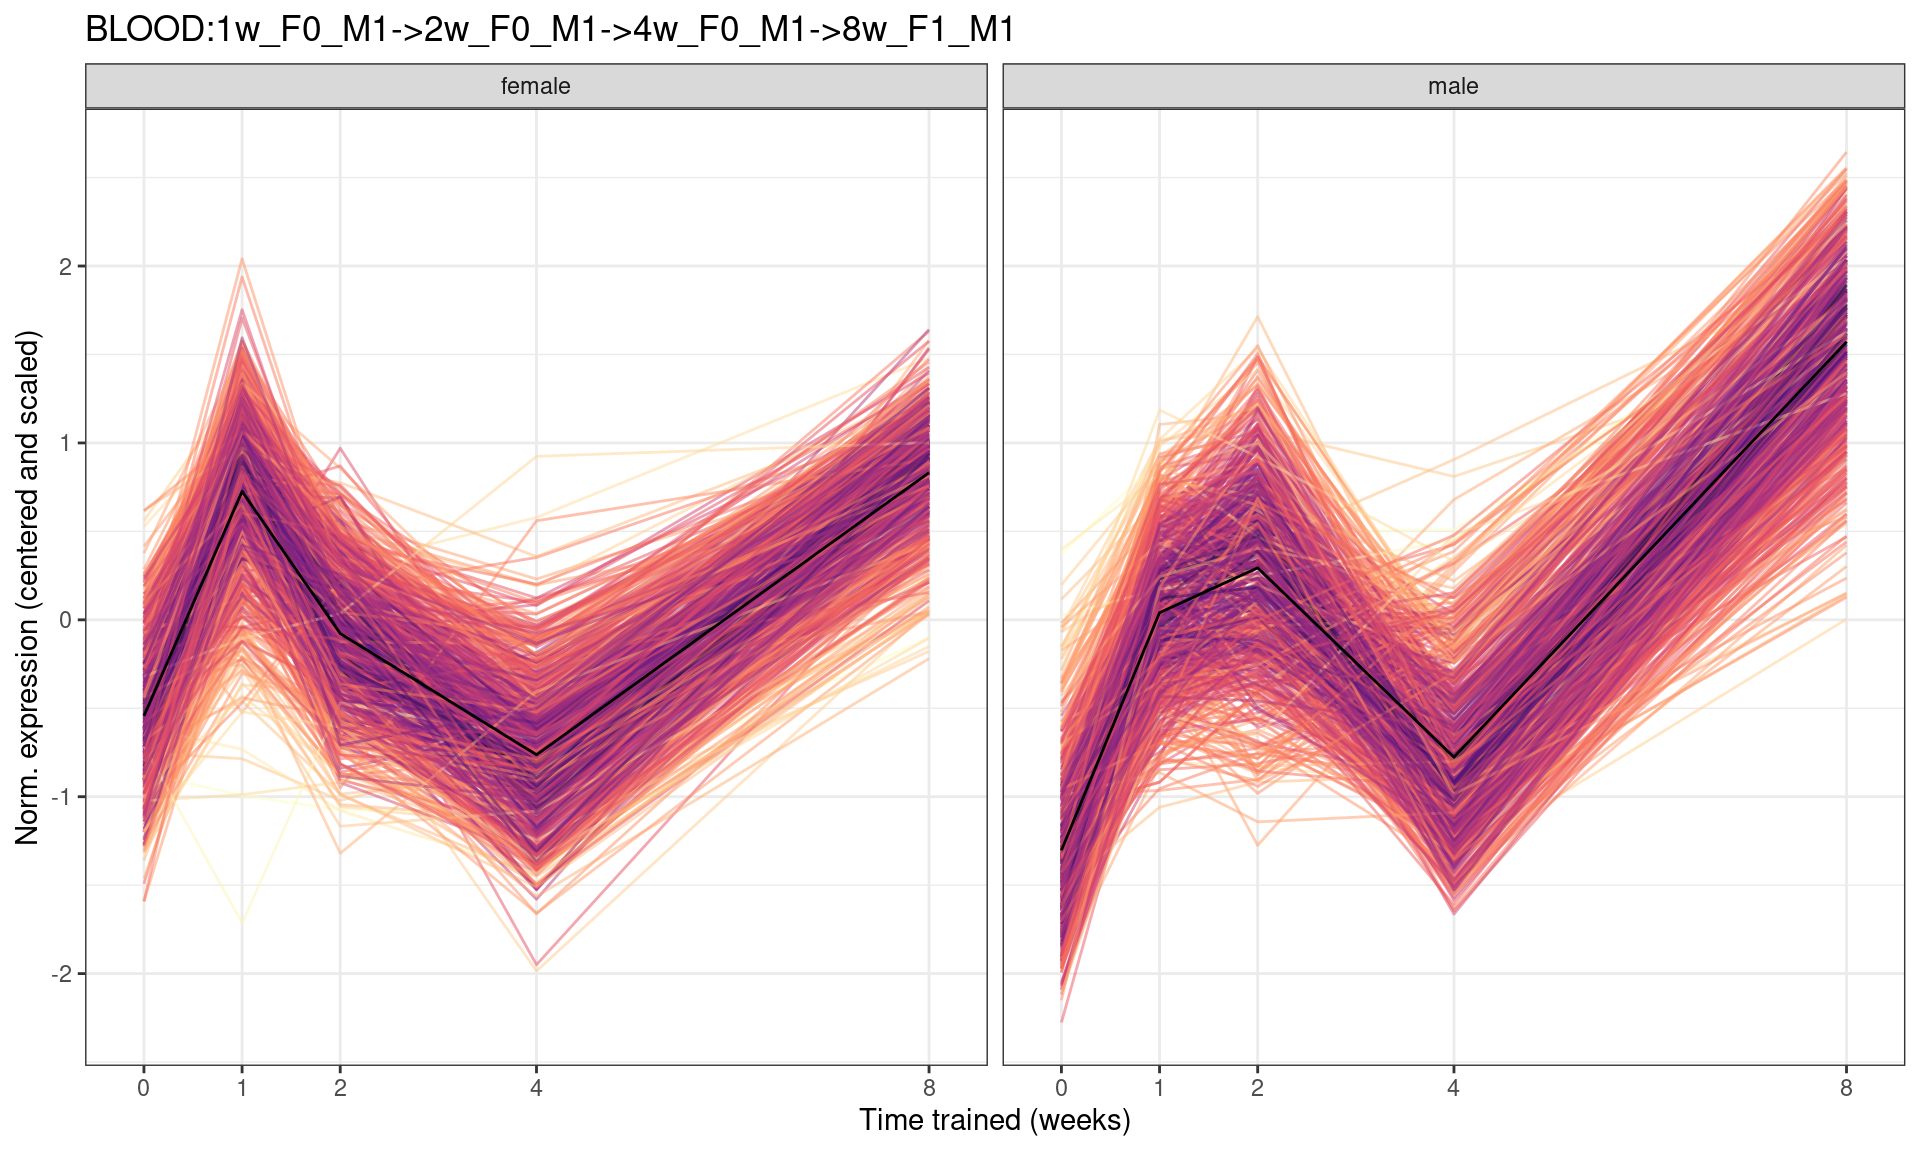 BLOOD:1w_F0_M1->2w_F0_M1->4w_F0_M1->8w_F1_M1
female
male
Norm. expression (centered and scaled)
2
1
0
-1
-2
0 1 2 4 8
0 1 2 4 8
Time trained (weeks)